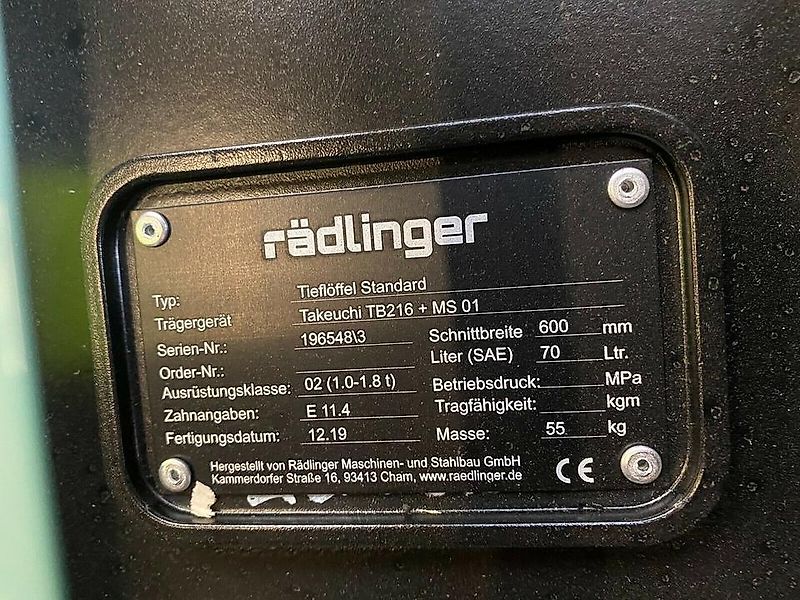 rädlinger
Typ: Tieflöffel Standard
Trägergerät Takeuchi TB216 + MS 01
Serien-Nr.: 196548\3 Schnittbreite 600 mm
Order-Nr.: Liter (SAE) 70 Ltr.
Ausrüstungsklasse: 02 (1.0-1.8 t) Betriebsdruck: MPa
Zahnangaben: E 11.4 Tragfähigkeit: kgm
Fertigungsdatum: 12.19 Masse: 55 kg
Hergestellt von Rädlinger Maschinen- und Stahlbau GmbH
Kammerdorfer Straße 16, 93413 Cham, www.raedlinger.de
CE